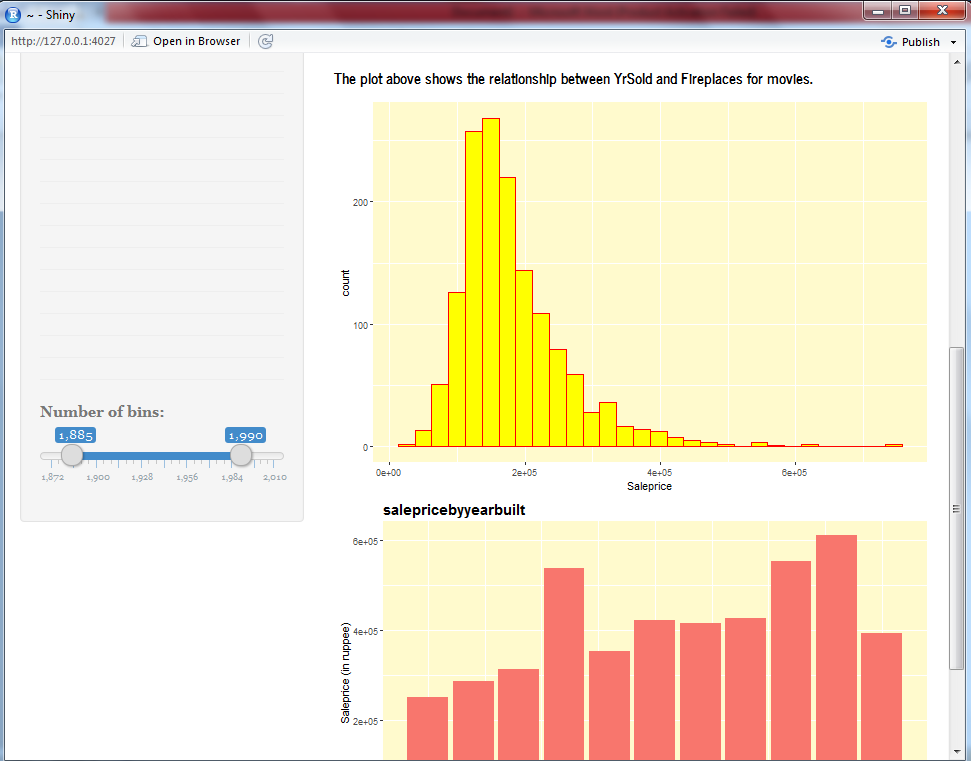 ~ - Shiny
http://127.0.0.1:4027 Open in Browser Publish
The plot above shows the relationship between YrSold and Fireplaces for movies.
200
100
0
count
0e+00 2e+05 4e+05 6e+05
Saleprice
Number of bins:
1,885 1,990
1,872 1,900 1,928 1,956 1,984 2,010
salepricebyyearbuilt
6e+05
4e+05
2e+05
Saleprice (in ruppee)